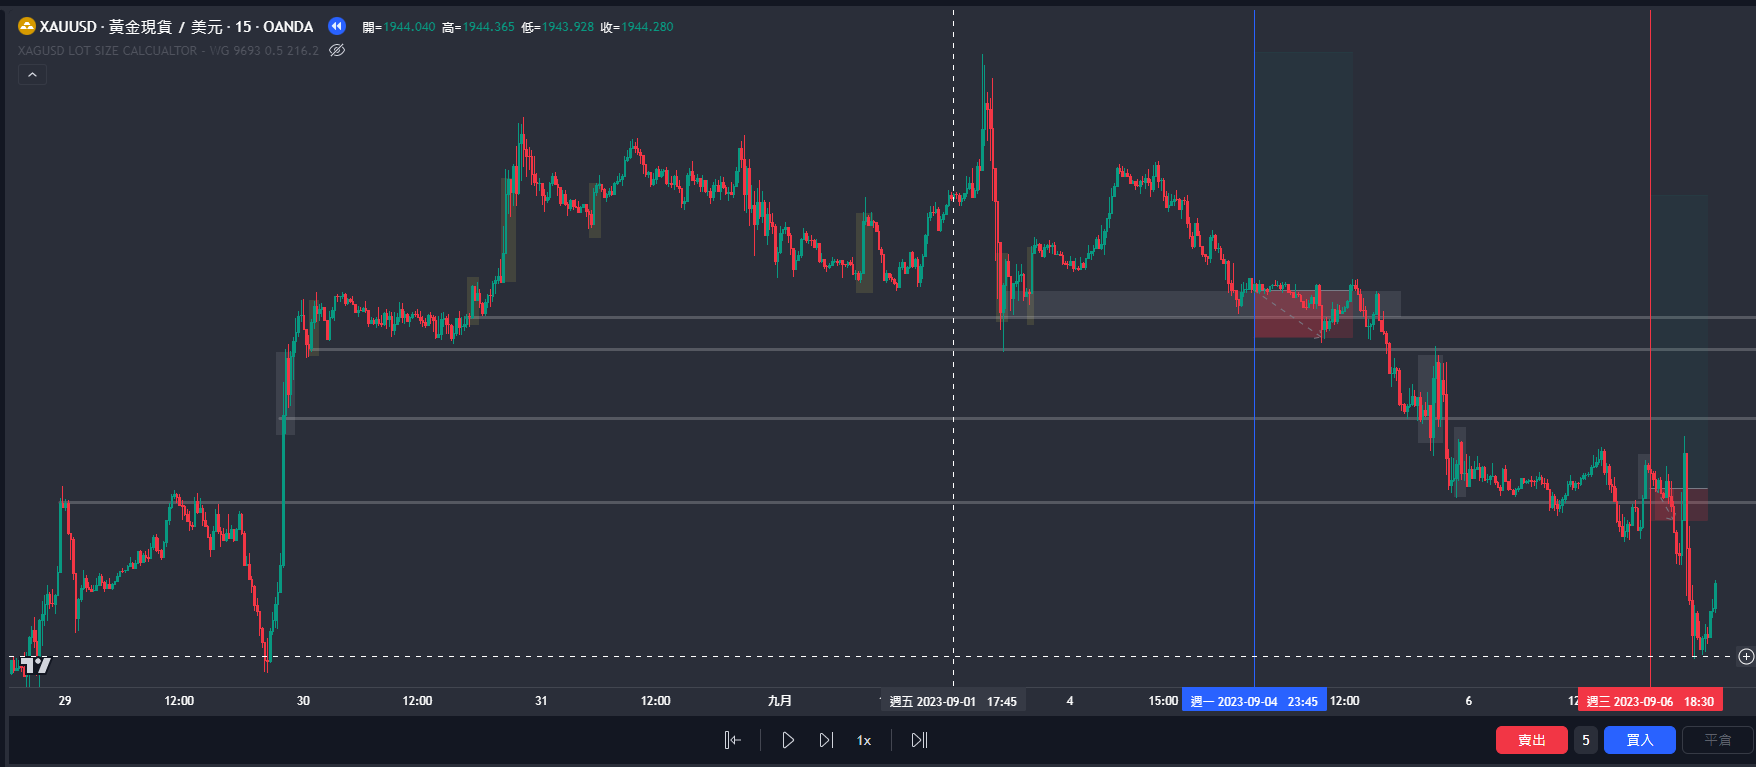 XAUUSD · 黃金現貨 / 美元 · 15 · OANDA 開=1944.040 高=1944.365 低=1943.928 收=1944.280
XAGUSD LOT SIZE CALCUALTOR - WG 9693 0.5 216.2
29 12:00 30 12:00 31 12:00 九月 週五 2023-09-01 17:45 4 15:00 週一 2023-09-04 23:45 12:00 6 12 週三 2023-09-06 18:30
1x
賣出 5 買入 平倉